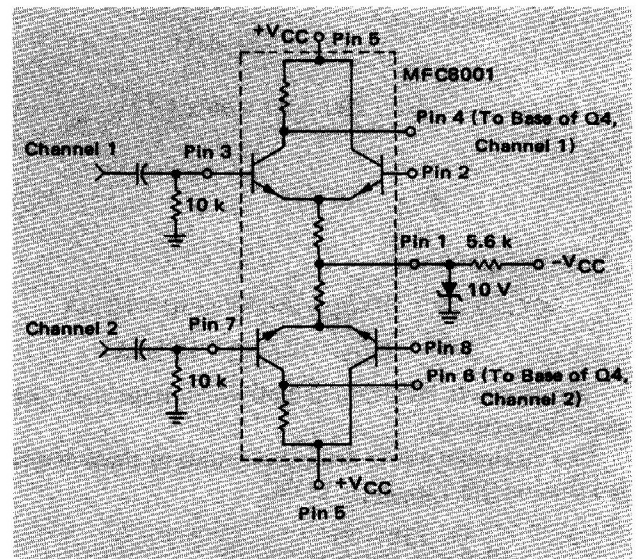 +VCC Pin 5
MFC8001
Pin 4 (To Base of Q4,
Channel 1)
Channel 1
Pin 3
Pin 2
10 k
Pin 1 5.6 k
-VCC
10 V
Channel 2
Pin 7
Pin 8
10 k
Pin 6 (To Base of Q4,
Channel 2)
+VCC
Pin 5